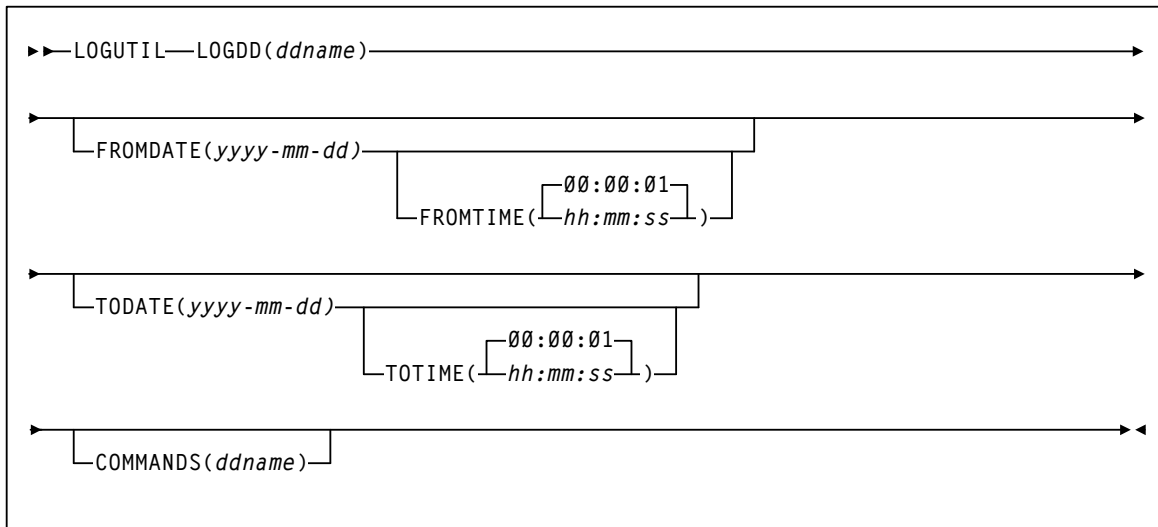 LOGUTIL LOGDD(ddname)
FROMDATE(yyyy-mm-dd)
00:00:01
FROMTIME( hh:mm:ss )
TODATE(yyyy-mm-dd)
00:00:01
TOTIME( hh:mm:ss )
COMMANDS(ddname)